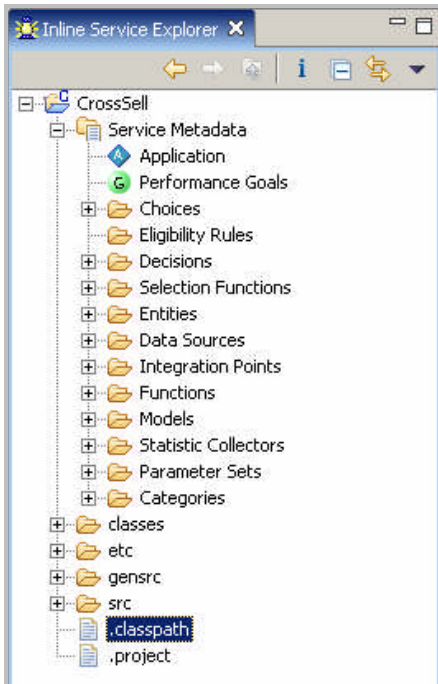 Inline Service Explorer
CrossSell
Service Metadata
Application
Performance Goals
Choices
Eligibility Rules
Decisions
Selection Functions
Entities
Data Sources
Integration Points
Functions
Models
Statistic Collectors
Parameter Sets
Categories
classes
etc
gensrc
src
.classpath
.project